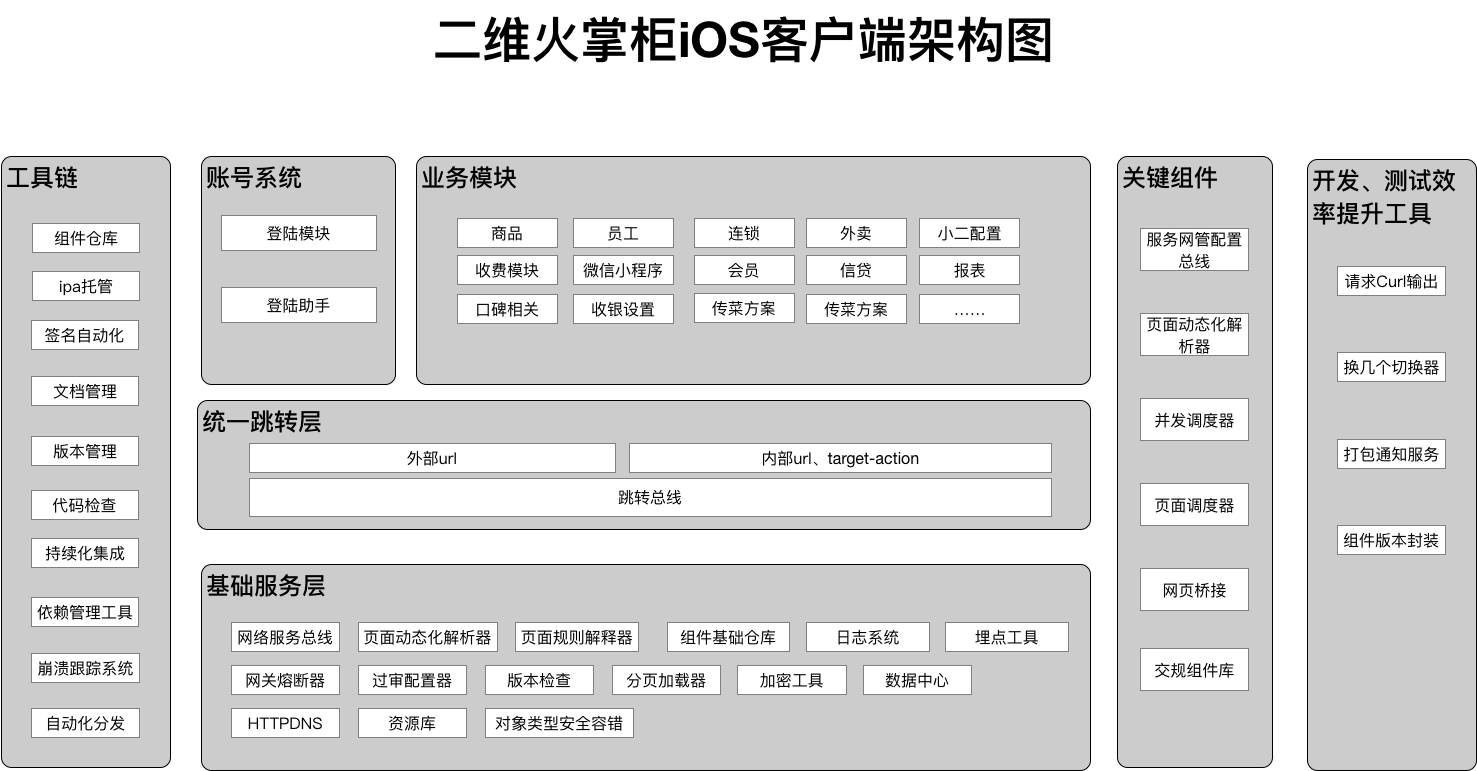 二维火掌柜iOS客户端架构图
工具链
组件仓库
ipa托管
签名自动化
文档管理
版本管理
代码检查
持续化集成
依赖管理工具
崩溃跟踪系统
自动化分发
账号系统
登陆模块
登陆助手
业务模块
商品
员工
连锁
外卖
小二配置
收费模块
微信小程序
会员
信贷
报表
口碑相关
收银设置
传菜方案
传菜方案
……
统一跳转层
外部url
内部url、target-action
跳转总线
基础服务层
网络服务总线
页面动态化解析器
页面规则解释器
组件基础仓库
日志系统
埋点工具
网关熔断器
过审配置器
版本检查
分页加载器
加密工具
数据中心
HTTPDNS
资源库
对象类型安全容错
关键组件
服务网管配置
总线
页面动态化解
析器
并发调度器
页面调度器
网页桥接
交规组件库
开发、测试效
率提升工具
请求Curl输出
换几个切换器
打包通知服务
组件版本封装